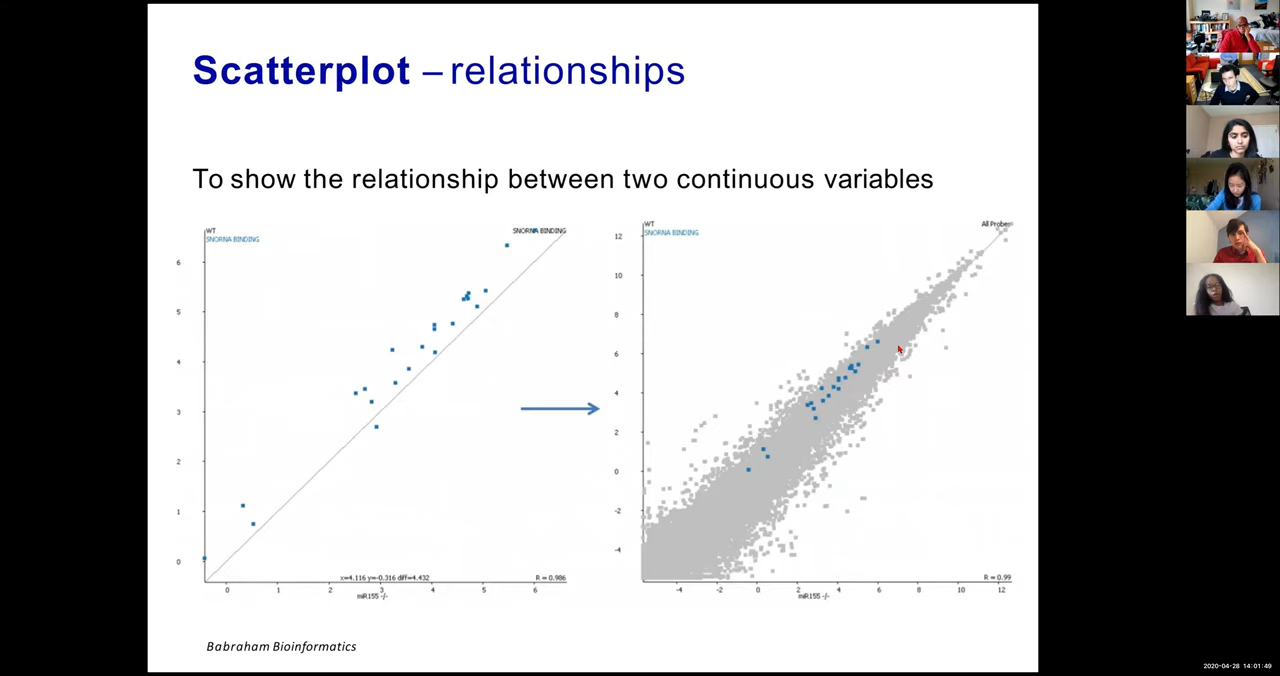 Scatterplot – relationships
To show the relationship between two continuous variables
WT
SNORNA BINDING
SNORNA BINDING
6
5
4
3
2
1
0
0 1 2 3 4 5 6
x=4.116 y=-0.316 diff=4.432
R = 0.986
miR155 -/-
WT
SNORNA BINDING
All Probes
12
10
8
6
4
2
0
-2
-4
-4 -2 0 2 4 6 8 10 12
R = 0.99
miR155 -/-
Babraham Bioinformatics
2020-04-28 14:01:49